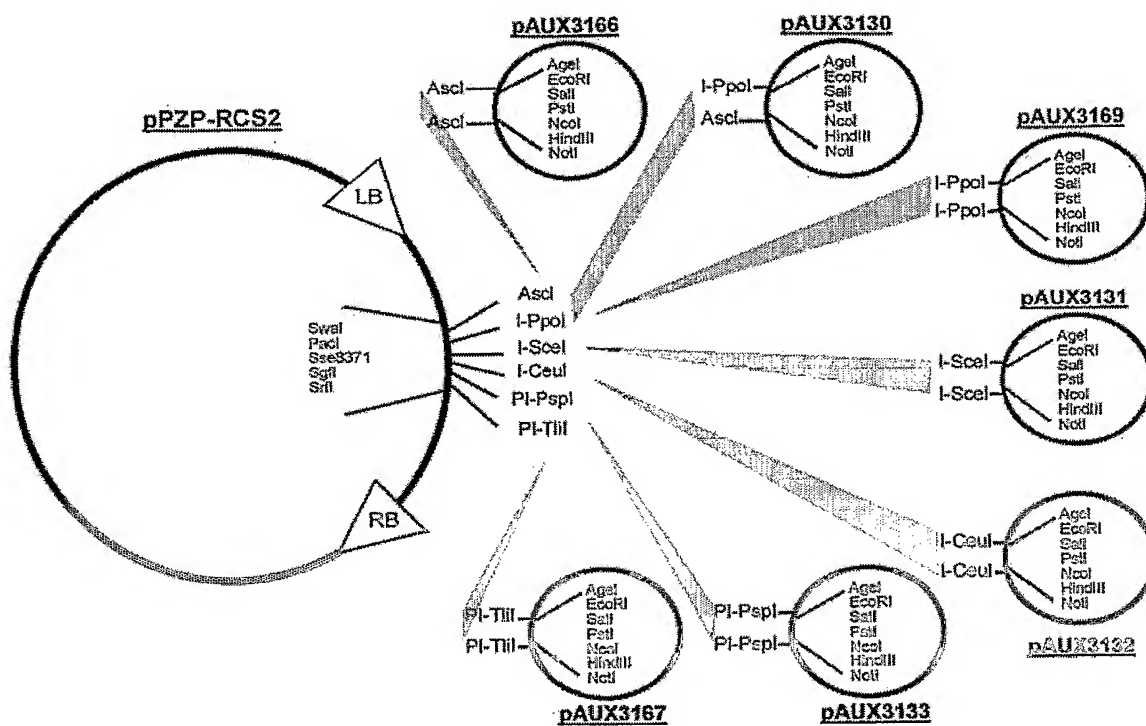 pPZP-RCS2
LB
RB
SwaI
PacI
Sse8371
SgfI
SrfI
AscI
I-PpoI
I-SceI
I-CeuI
PI-PspI
PI-TliI
pAUX3166
AscI
AscI
AgeI
EcoRI
SalI
PstI
NcoI
HindIII
NotI
pAUX3130
I-PpoI
AscI
AgeI
EcoRI
SalI
PstI
NcoI
HindIII
NotI
pAUX3169
I-PpoI
I-PpoI
AgeI
EcoRI
SalI
PstI
NcoI
HindIII
NotI
pAUX3131
I-SceI
I-SceI
AgeI
EcoRI
SalI
PstI
NcoI
HindIII
NotI
I-CeuI
I-CeuI
AgeI
EcoRI
SalI
PstI
NcoI
HindIII
NotI
pAUX3132
PI-PspI
PI-PspI
AgeI
EcoRI
SalI
PstI
NcoI
HindIII
NotI
pAUX3133
PI-TliI
PI-TliI
AgeI
EcoRI
SalI
PstI
NcoI
HindIII
NotI
pAUX3167